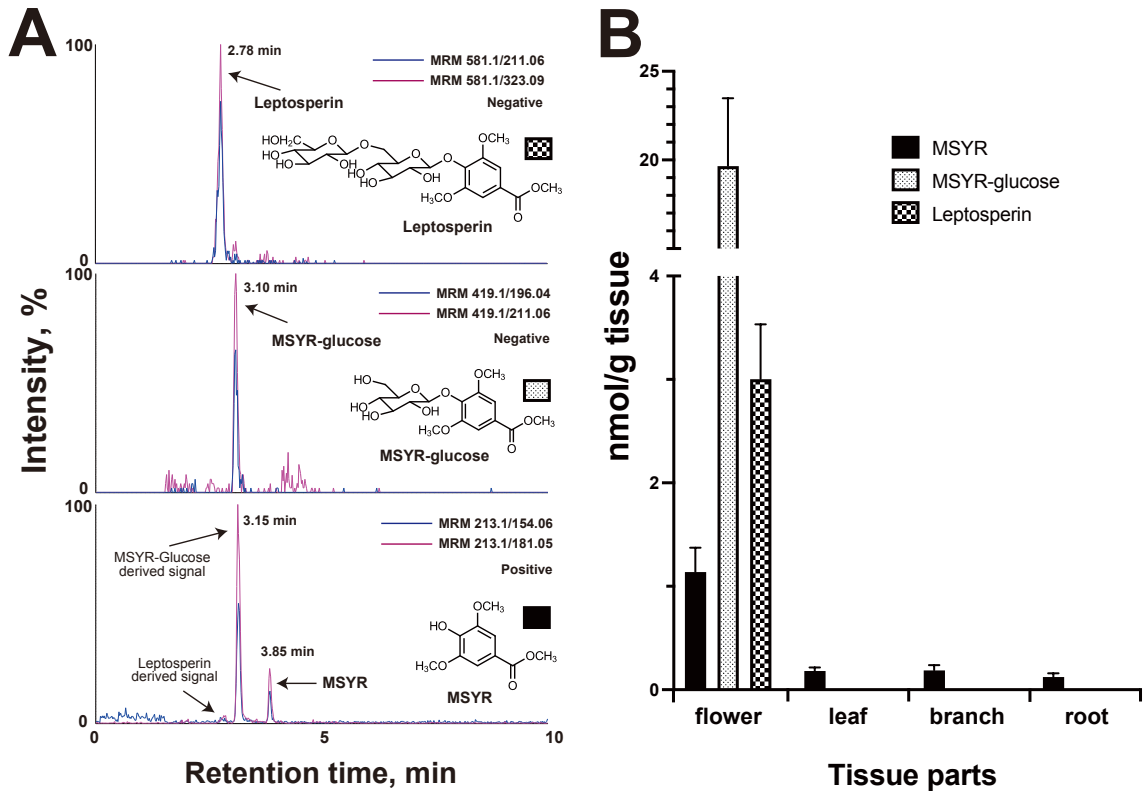 A
100
2.78 min
Leptosperin
MRM 581.1/211.06
MRM 581.1/323.09
Negative
HOH₂C
O
O
O
O
OCH₃
HO
HO
HO
OH
HO
HO
OH
OCH₃
OCH₃
O
Leptosperin
0
100
3.10 min
MSYR-glucose
MRM 419.1/196.04
MRM 419.1/211.06
Negative
HO
O
O
OCH₃
HO
HO
OH
H₃CO
OCH₃
O
MSYR-glucose
0
100
3.15 min
MSYR-Glucose
derived signal
MRM 213.1/154.06
MRM 213.1/181.05
Positive
OCH₃
HO
H₃CO
OCH₃
O
MSYR
3.85 min
MSYR
Leptosperin
derived signal
0
0
5
10
Intensity, %
Retention time, min
B
25
20
4
2
0
nmol/g tissue
MSYR
MSYR-glucose
Leptosperin
flower
leaf
branch
root
Tissue parts